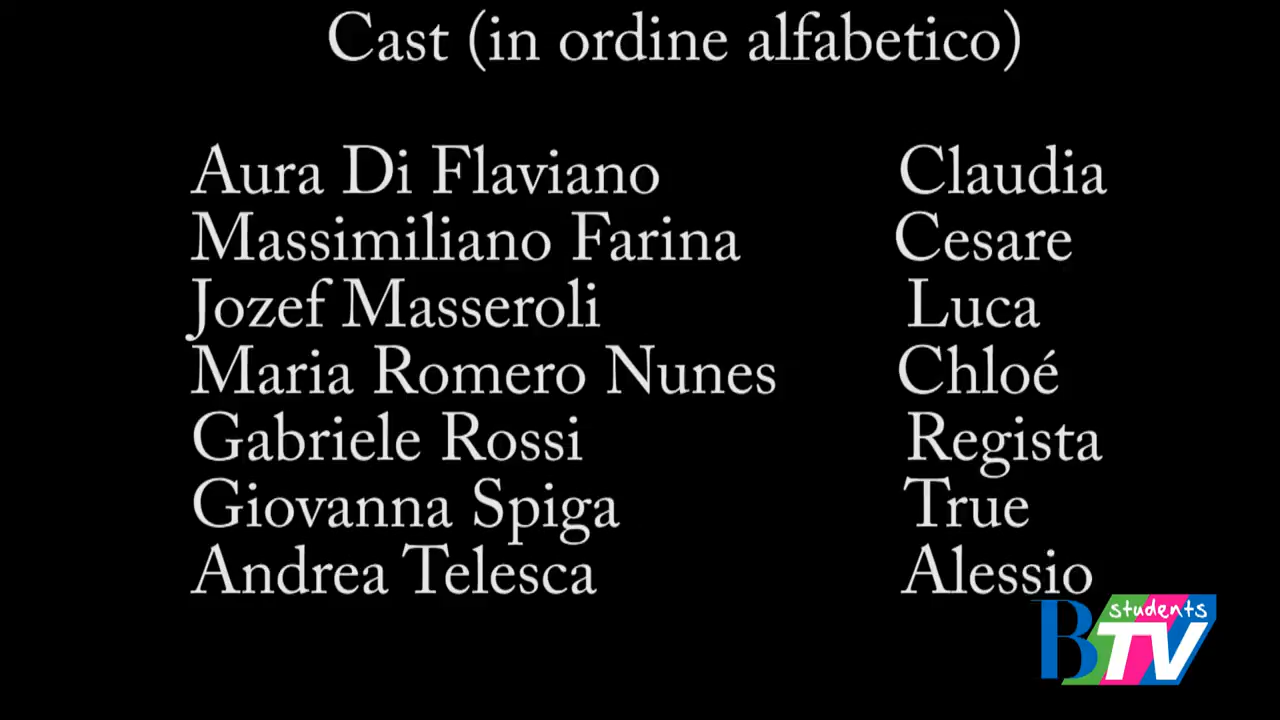 Cast (in ordine alfabetico)
Aura Di Flaviano Claudia
Massimiliano Farina Cesare
Jozef Masseroli Luca
Maria Romero Nunes Chloé
Gabriele Rossi Regista
Giovanna Spiga True
Andrea Telesca Alessio
students
BTV